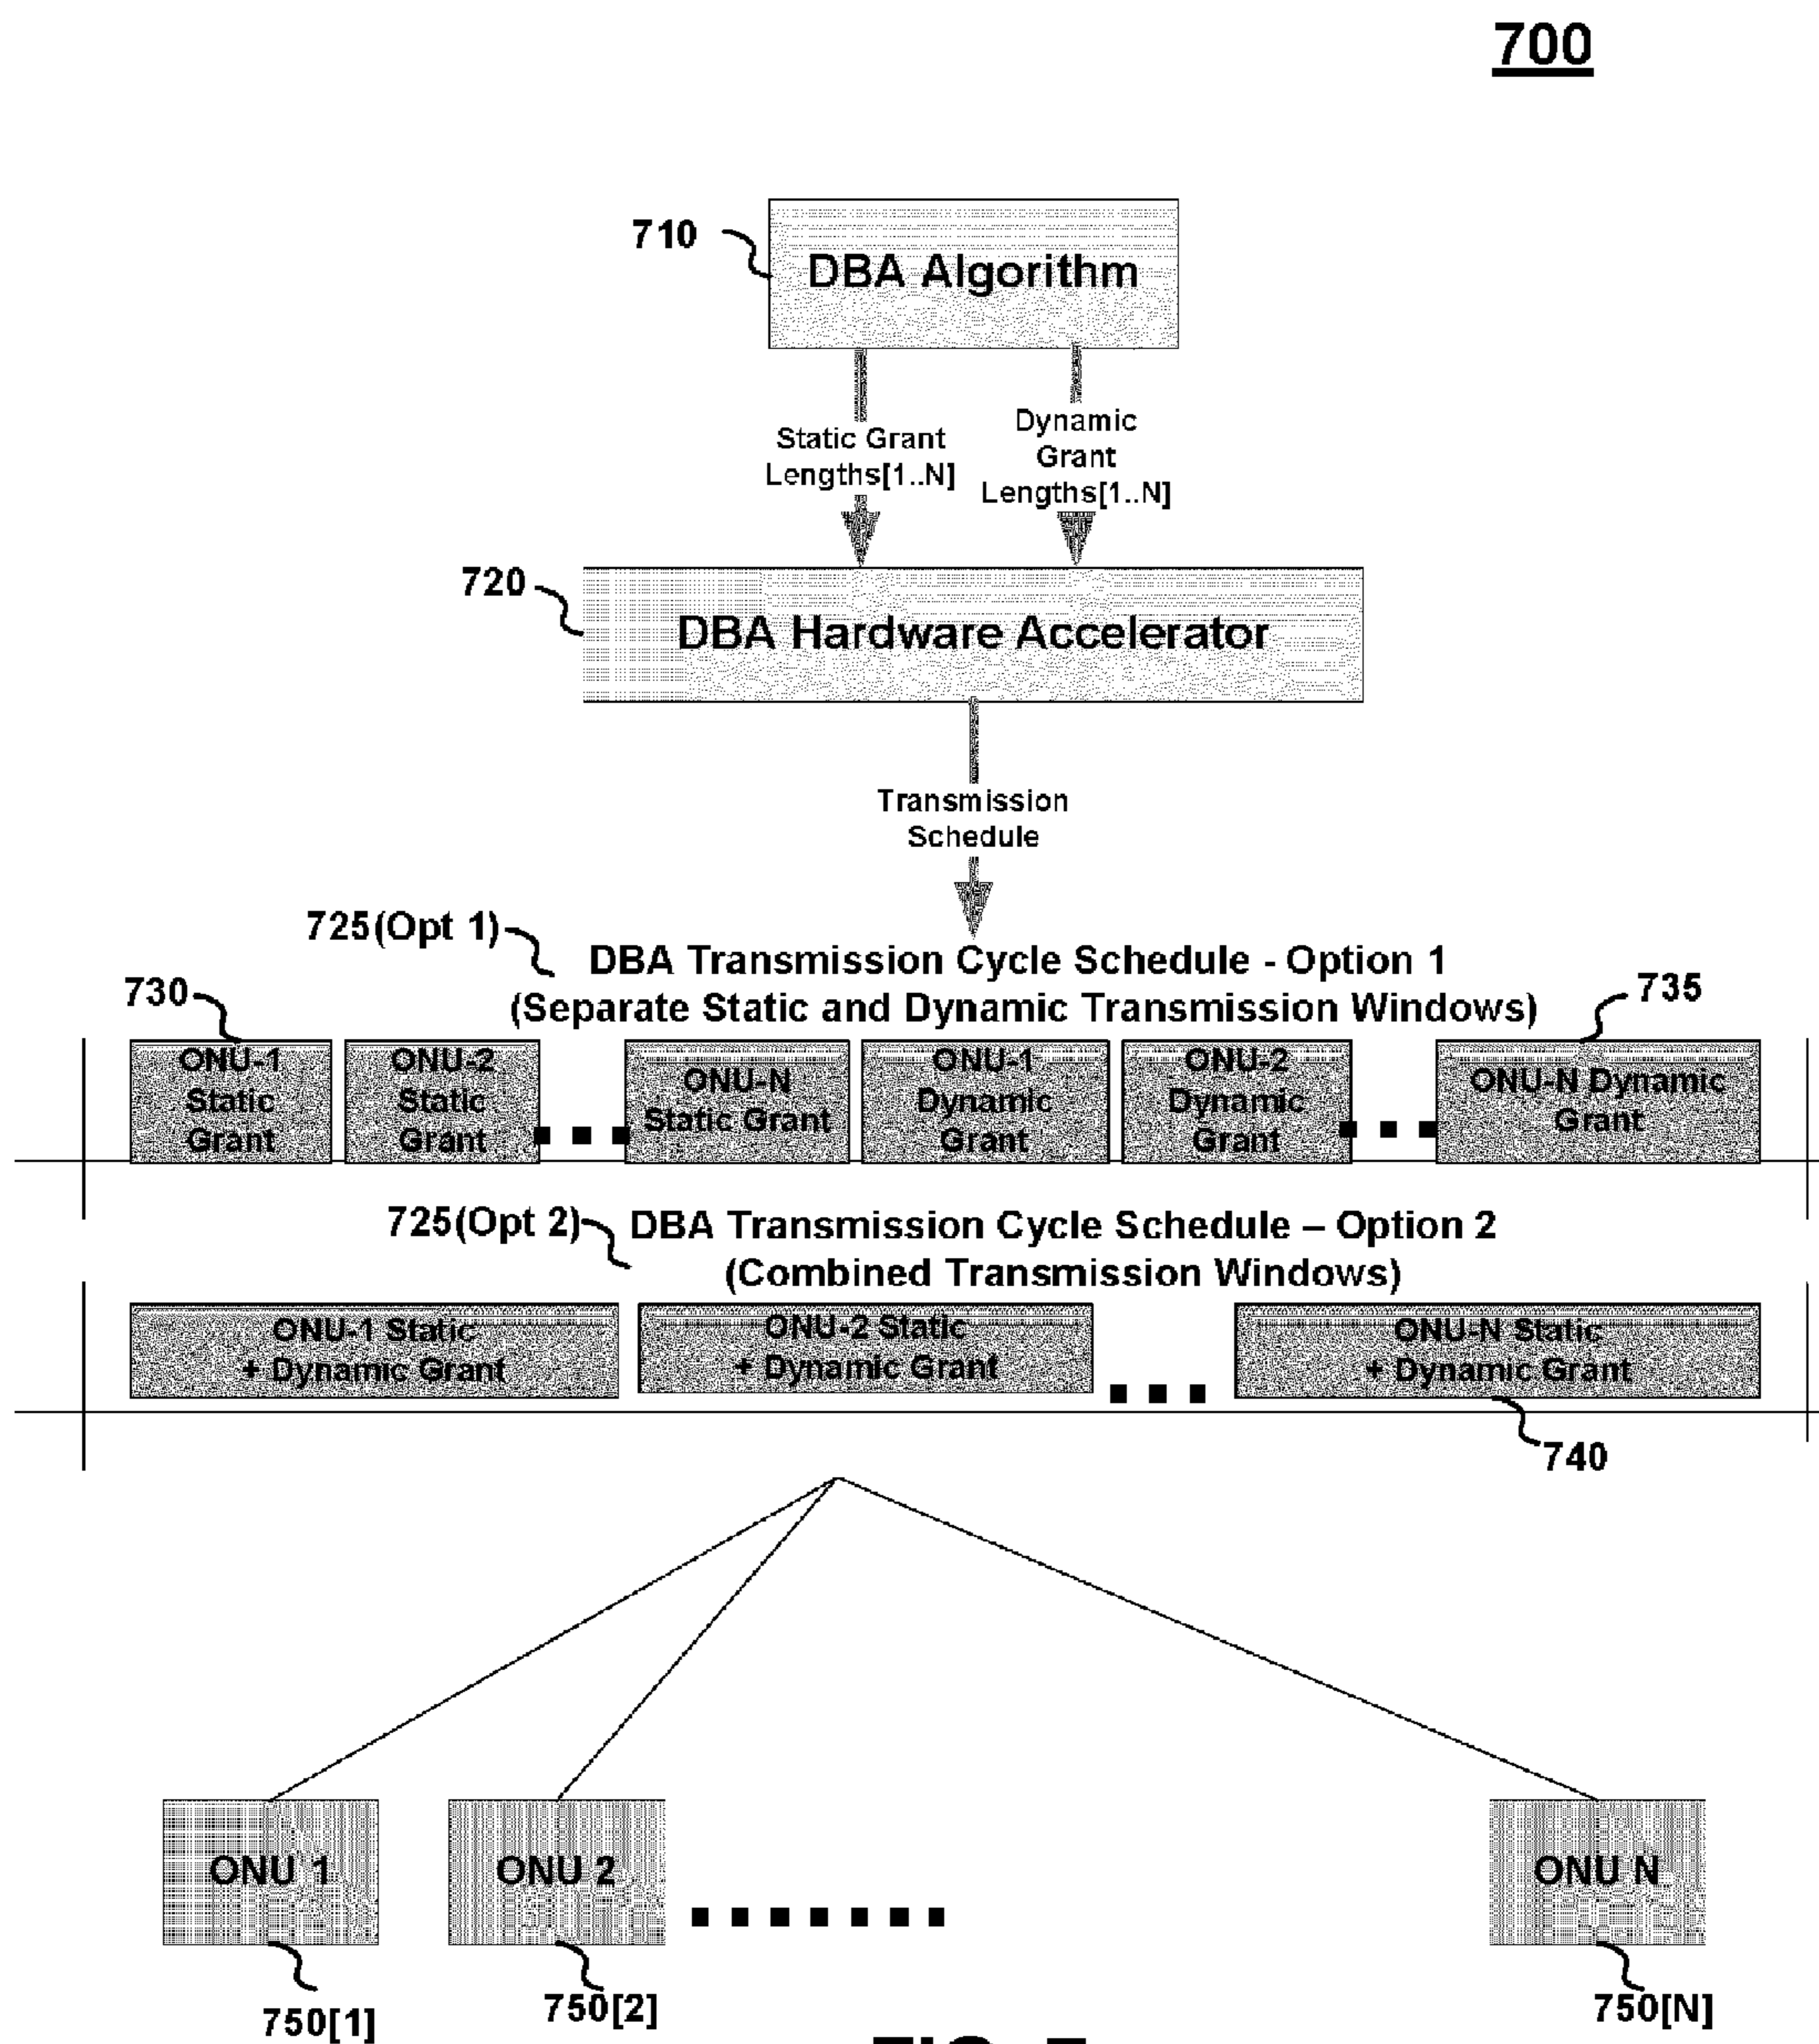 700
710
DBA Algorithm
Static Grant
Lengths[1..N]
Dynamic
Grant
Lengths[1..N]
720
DBA Hardware Accelerator
Transmission
Schedule
725(Opt 1)
DBA Transmission Cycle Schedule - Option 1
(Separate Static and Dynamic Transmission Windows)
730
735
ONU-1
Static
Grant
ONU-2
Static
Grant
ONU-N
Static Grant
ONU-1
Dynamic
Grant
ONU-2
Dynamic
Grant
ONU-N Dynamic
Grant
725(Opt 2)
DBA Transmission Cycle Schedule – Option 2
(Combined Transmission Windows)
ONU-1 Static
+ Dynamic Grant
ONU-2 Static
+ Dynamic Grant
ONU-N Static
+ Dynamic Grant
740
ONU 1
ONU 2
ONU N
750[1]
750[2]
750[N]